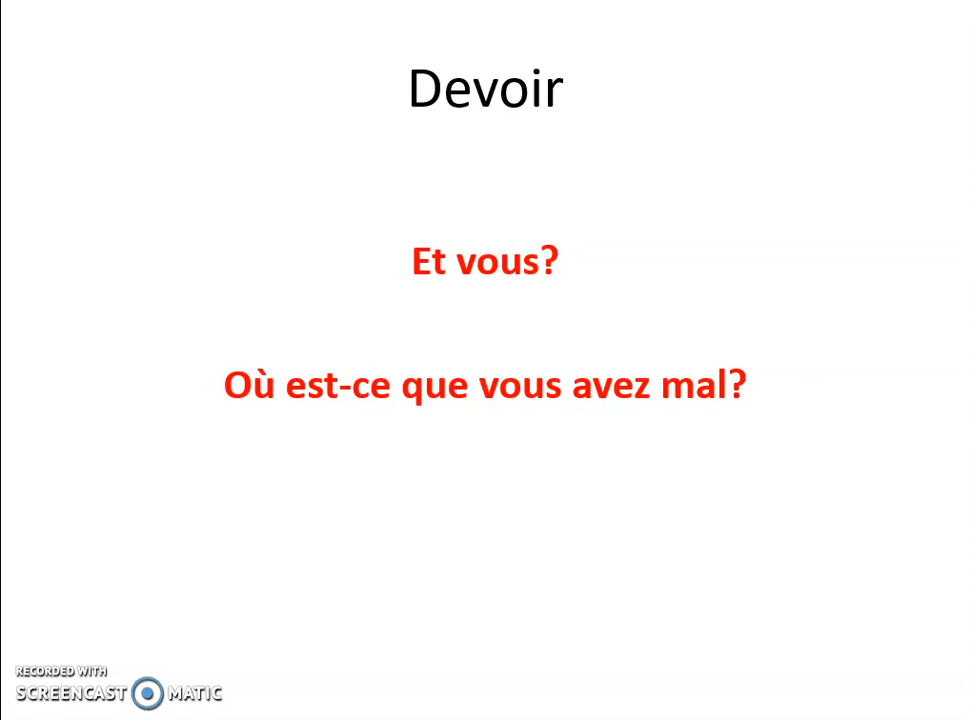 Devoir
Et vous?
Où est-ce que vous avez mal?
RECORDED WITH
SCREENCAST MATIC